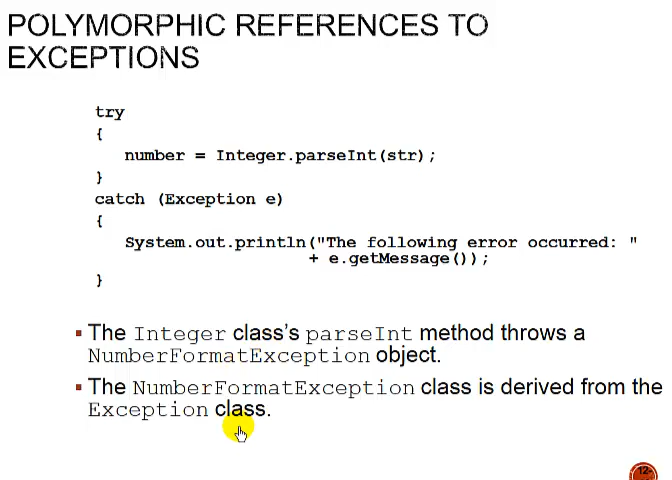 POLYMORPHIC REFERENCES TO
EXCEPTIONS
try
{
number = Integer.parseInt(str);
}
catch (Exception e)
{
System.out.println("The following error occurred: "
+ e.getMessage());
}
▪ The Integer class's parseInt method throws a
NumberFormatException object.
▪ The NumberFormatException class is derived from the
Exception class.
12-